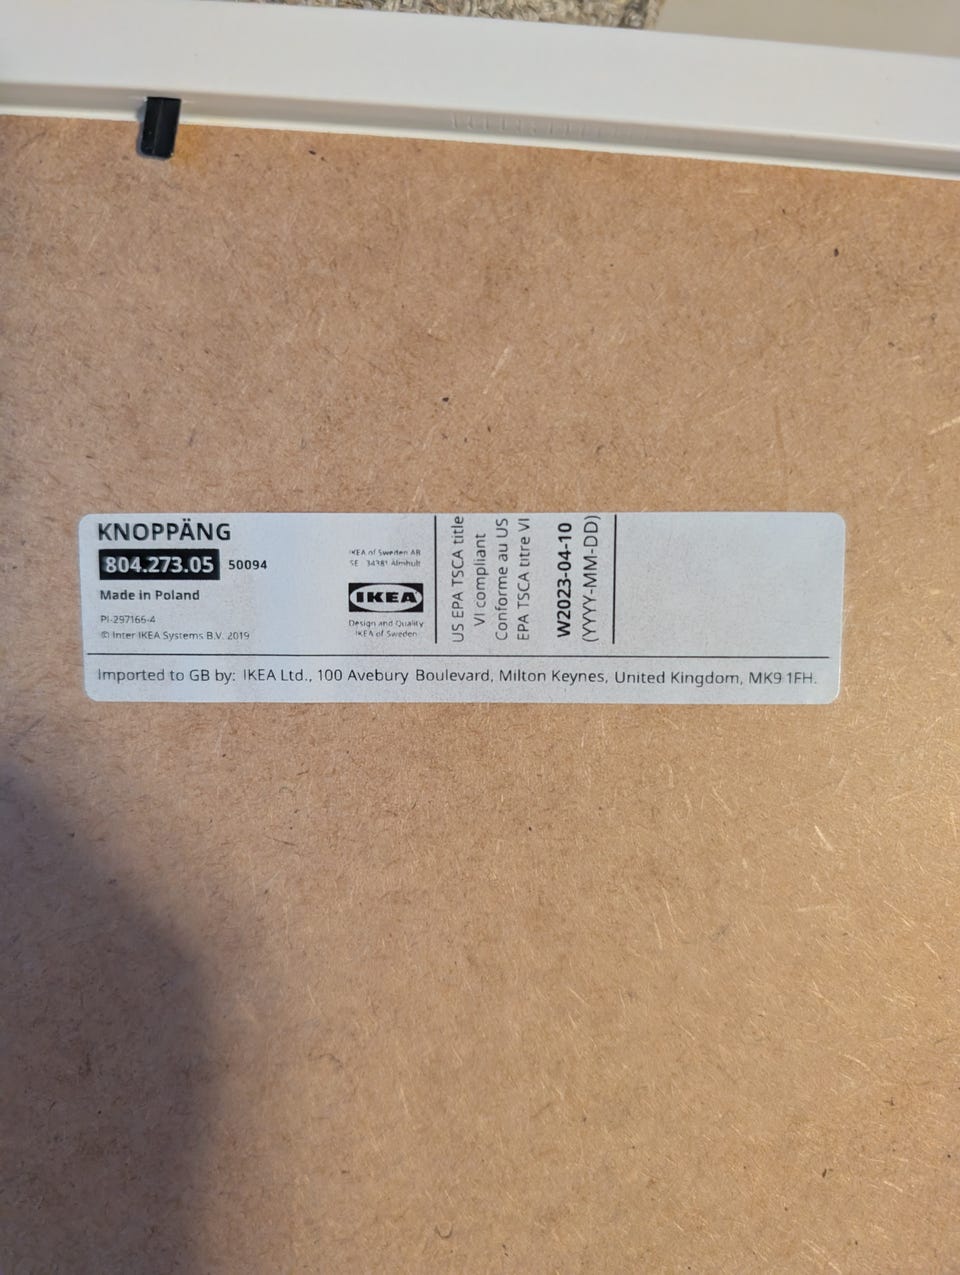 KNOPPÄNG
804.273.05 50094
Made in Poland
PI-297166-4
© Inter IKEA Systems B.V. 2019
IKEA of Sweden AB
SE - 34381 Älmhult
IKEA
Design and Quality
IKEA of Sweden
US EPA TSCA title
VI compliant
Conforme au US
EPA TSCA titre VI
W2023-04-10
(YYYY-MM-DD)
Imported to GB by: IKEA Ltd., 100 Avebury Boulevard, Milton Keynes, United Kingdom, MK9 1FH.